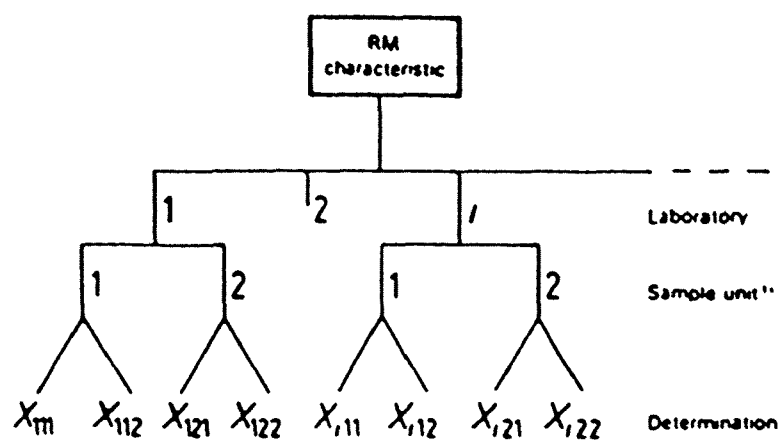 RM
characteristic
1 2 i Laboratory
1 2 1 2 Sample unit¹⁾
X₁₁₁ X₁₁₂ X₁₂₁ X₁₂₂ Xᵢ₁₁ Xᵢ₁₂ Xᵢ₂₁ Xᵢ₂₂ Determination